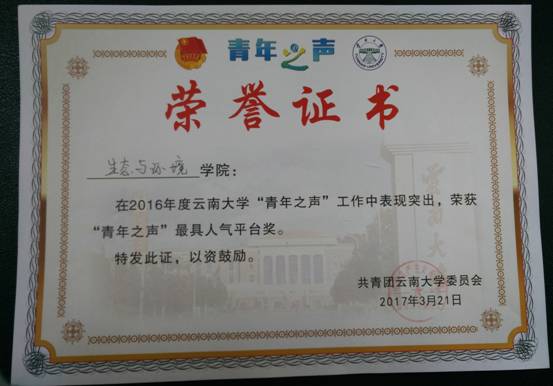 青年之声
荣誉证书
生态与环境 学院：
在2016年度云南大学“青年之声”工作中表现突出，荣获
“青年之声”最具人气平台奖。
特发此证，以资鼓励。
共青团云南大学委员会
2017年3月21日